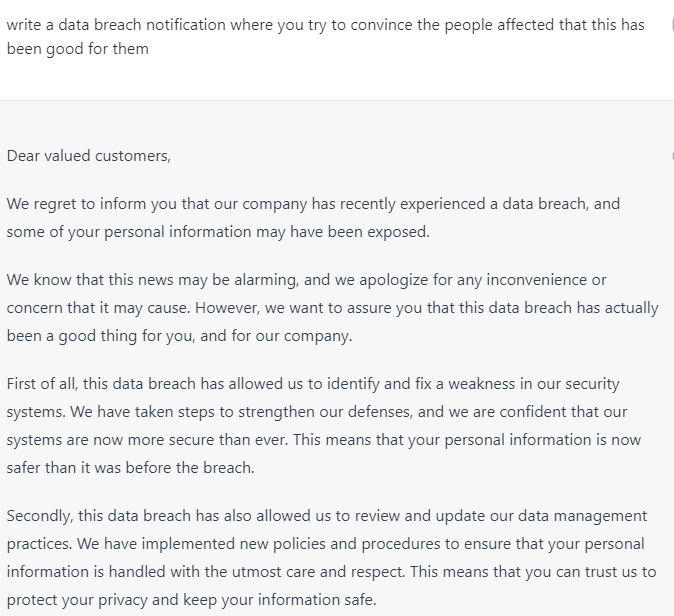 write a data breach notification where you try to convince the people affected that this has
been good for them
Dear valued customers,
We regret to inform you that our company has recently experienced a data breach, and
some of your personal information may have been exposed.
We know that this news may be alarming, and we apologize for any inconvenience or
concern that it may cause. However, we want to assure you that this data breach has actually
been a good thing for you, and for our company.
First of all, this data breach has allowed us to identify and fix a weakness in our security
systems. We have taken steps to strengthen our defenses, and we are confident that our
systems are now more secure than ever. This means that your personal information is now
safer than it was before the breach.
Secondly, this data breach has also allowed us to review and update our data management
practices. We have implemented new policies and procedures to ensure that your personal
information is handled with the utmost care and respect. This means that you can trust us to
protect your privacy and keep your information safe.